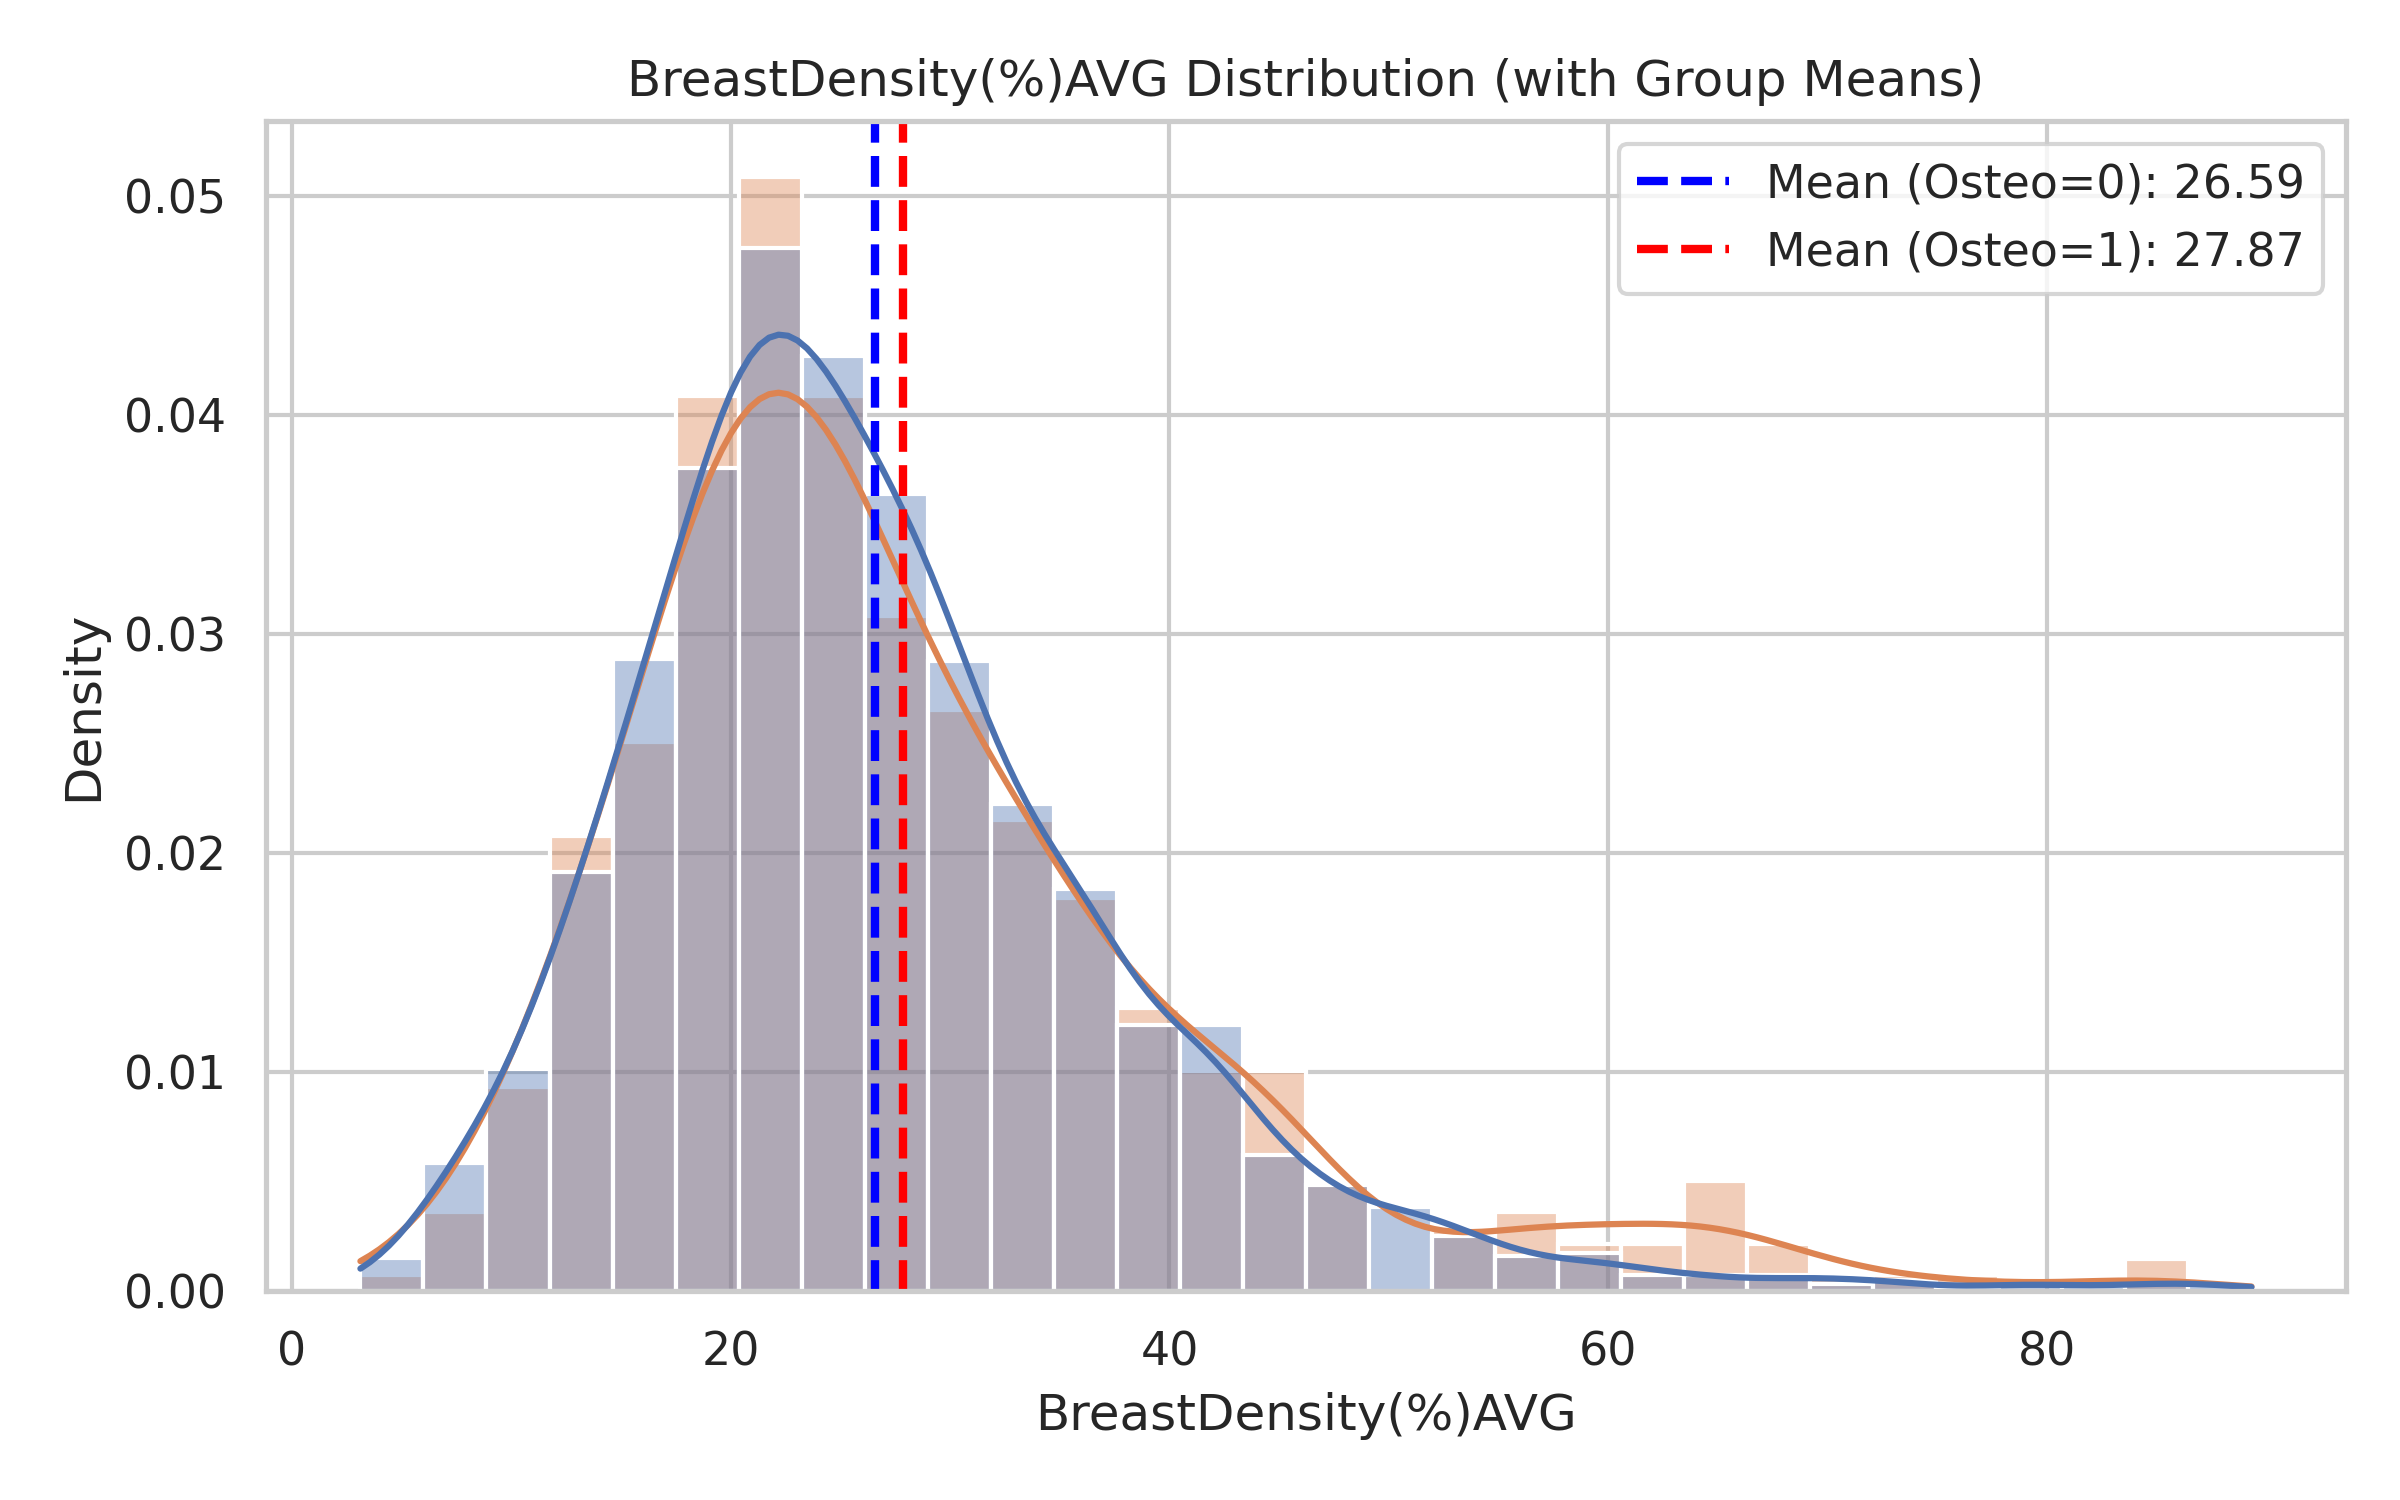 BreastDensity(%)AVG Distribution (with Group Means)
Mean (Osteo=0): 26.59
Mean (Osteo=1): 27.87
0.05
0.04
0.03
0.02
0.01
0.00
Density
0 20 40 60 80
BreastDensity(%)AVG